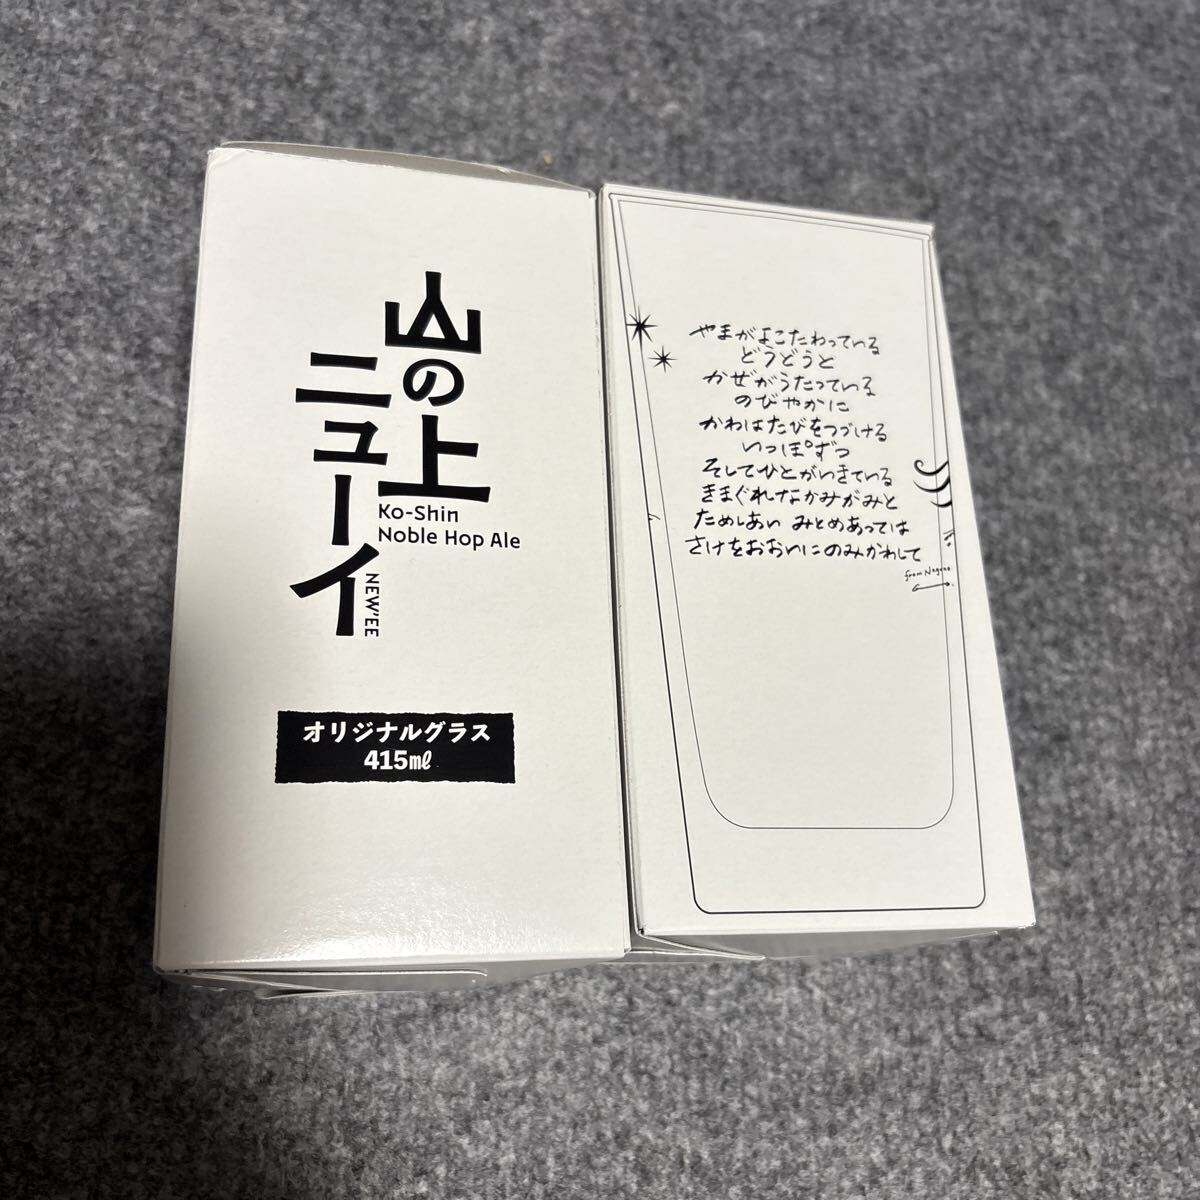 山の上
ニューイ
NEW'EE
Ko-Shin
Noble Hop Ale
オリジナルグラス
415㎖
やまがよこたわっている
どうどうと
かぜがうたっている
のびやかに
かわはたびをつづける
いっぽずつ
そしてひとがいきている
きまぐれなかみがみと
ためしあい みとめあっては
さけをおおいにのみかわして
from Nagano